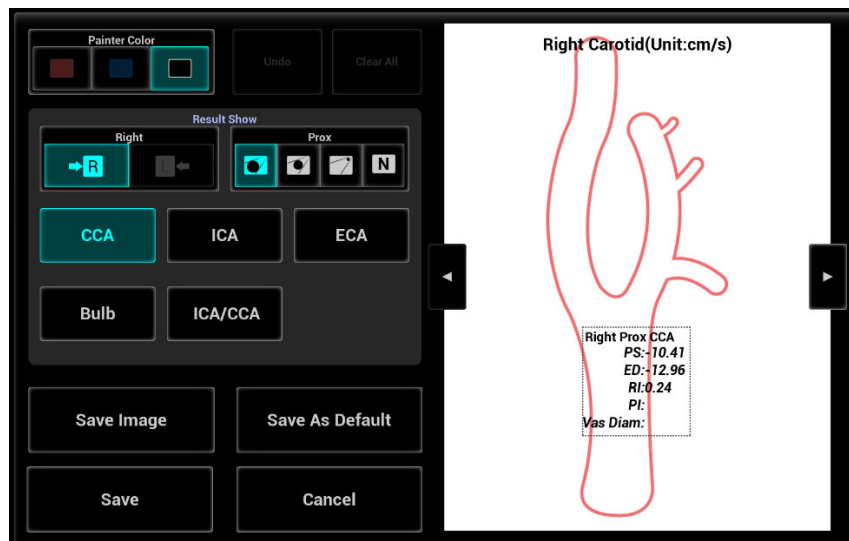 Painter Color
Undo
Clear All
Result Show
Right
Prox
R
L
N
CCA
ICA
ECA
Bulb
ICA/CCA
Save Image
Save As Default
Save
Cancel
Right Carotid(Unit:cm/s)
Right Prox CCA
PS:-10.41
ED:-12.96
RI:0.24
PI:
Vas Diam: